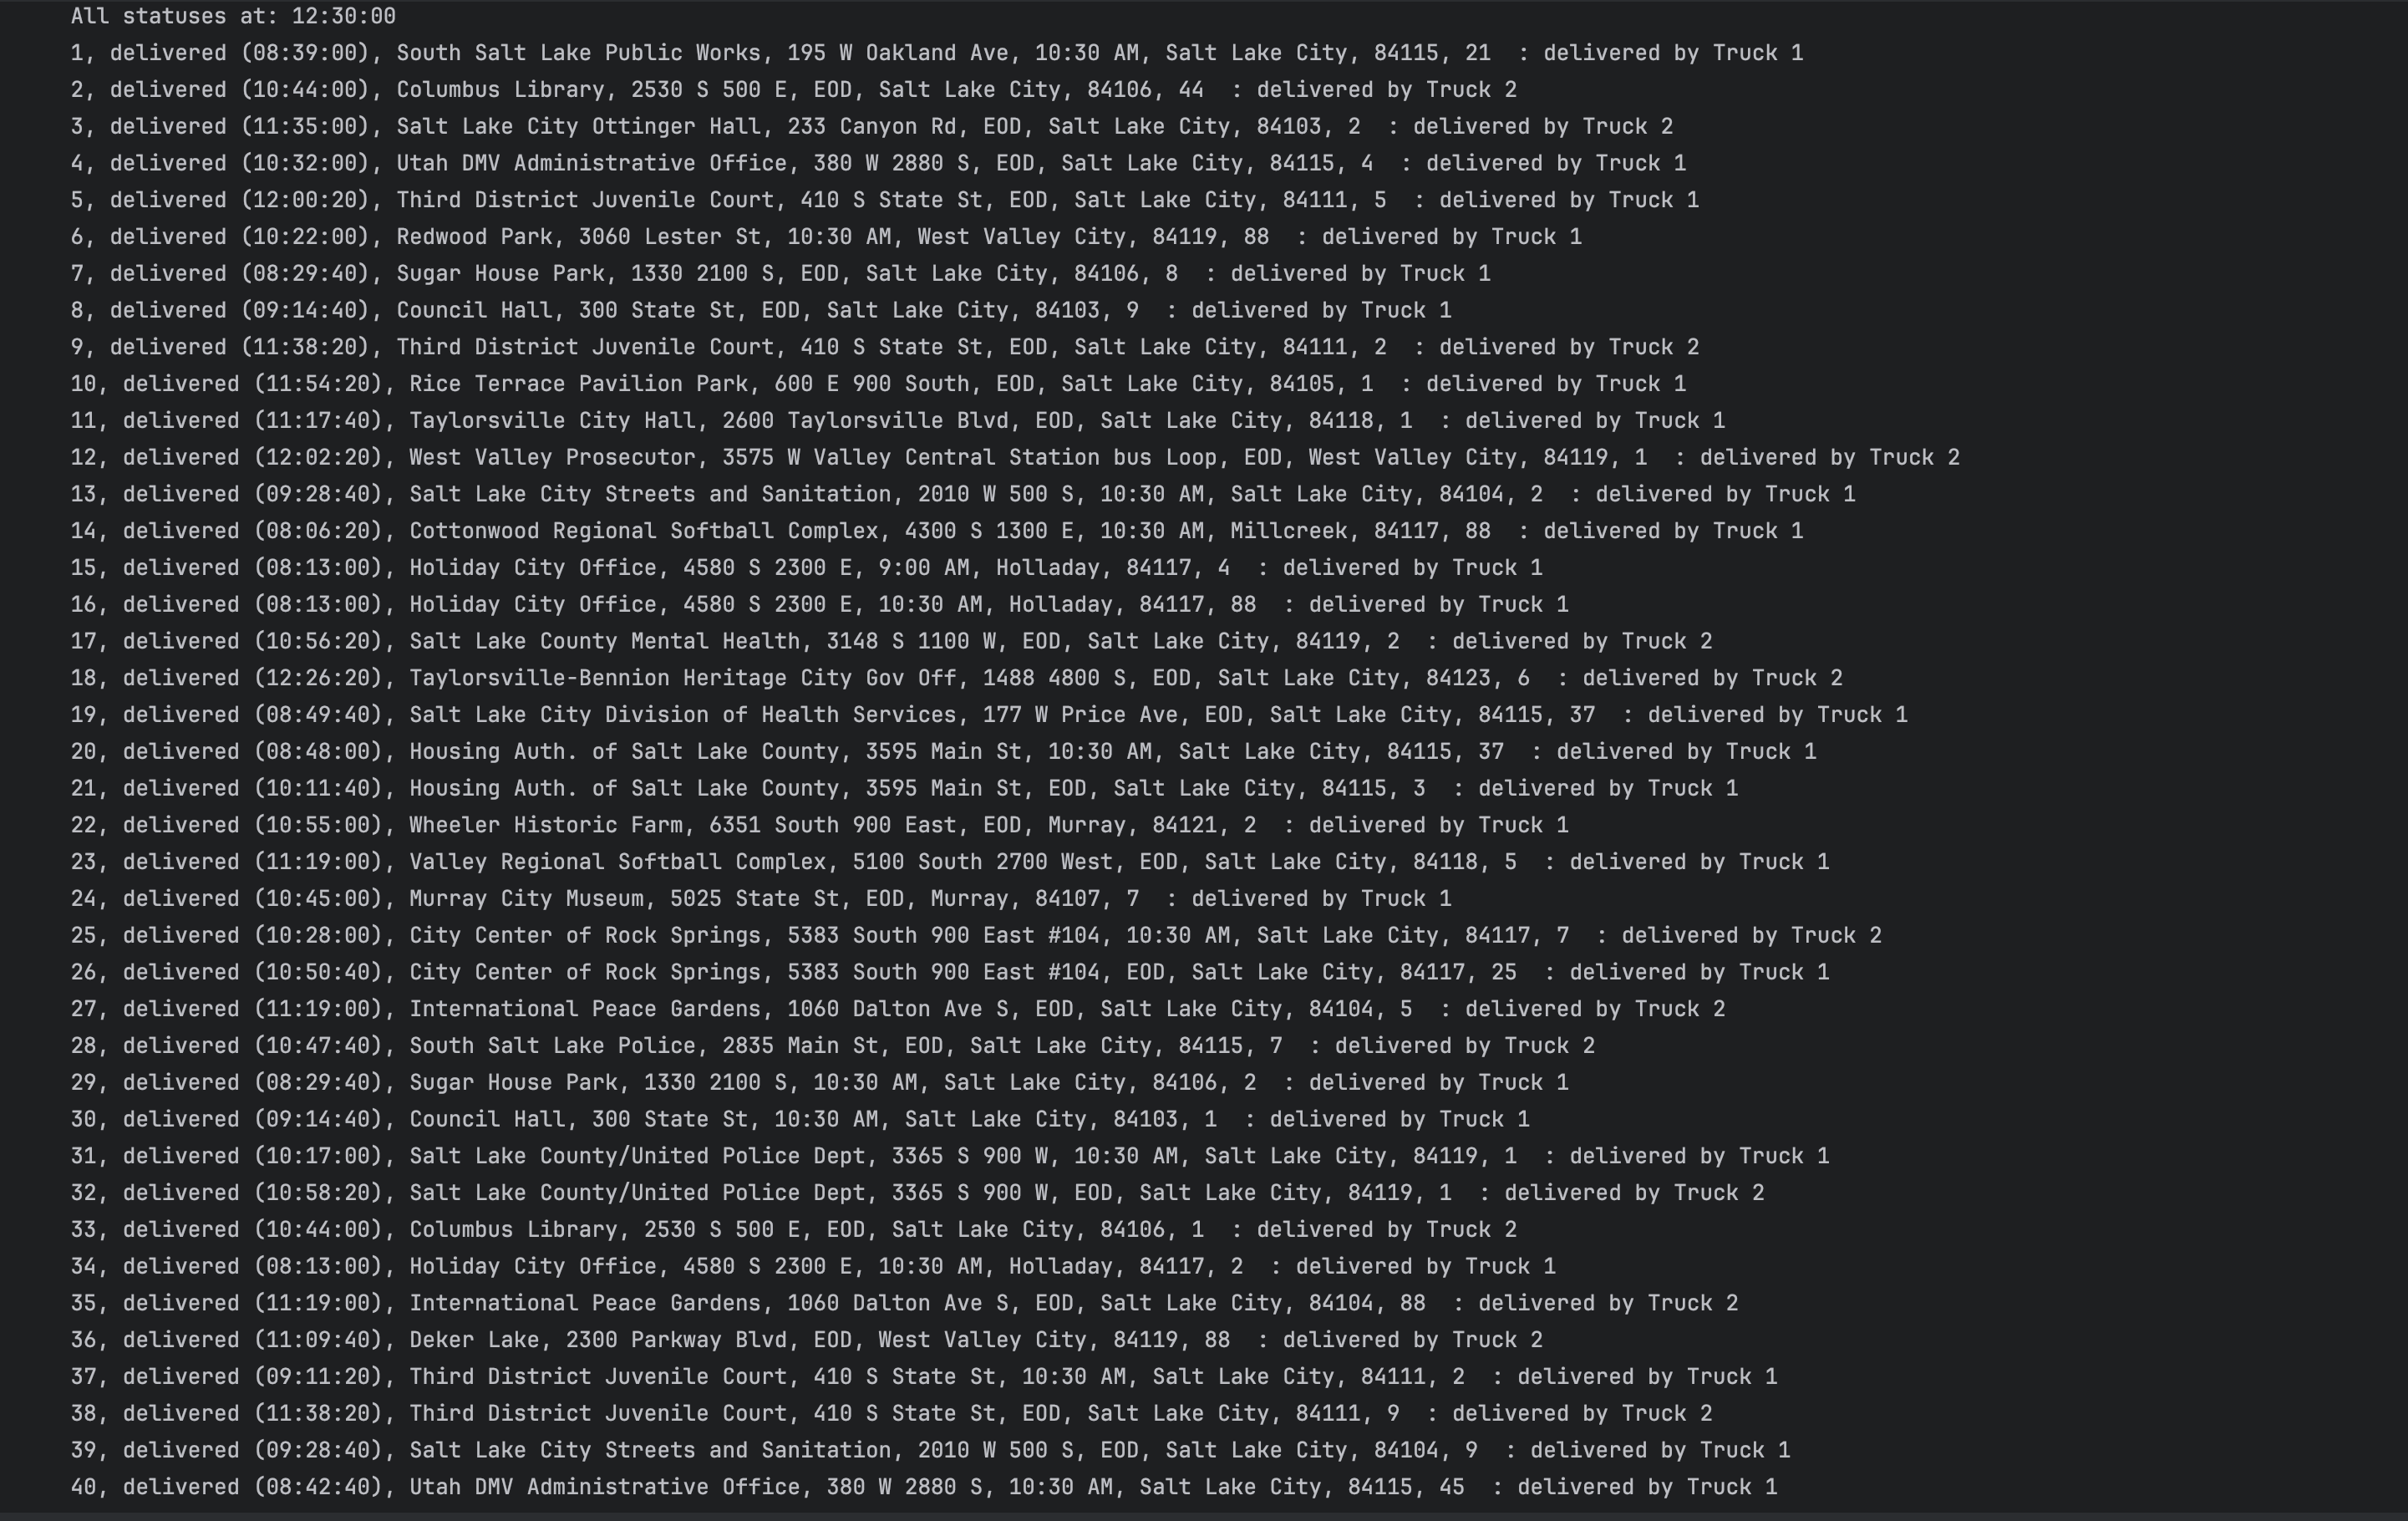 All statuses at: 12:30:00
1, delivered (08:39:00), South Salt Lake Public Works, 195 W Oakland Ave, 10:30 AM, Salt Lake City, 84115, 21  : delivered by Truck 1
2, delivered (10:44:00), Columbus Library, 2530 S 500 E, EOD, Salt Lake City, 84106, 44  : delivered by Truck 2
3, delivered (11:35:00), Salt Lake City Ottinger Hall, 233 Canyon Rd, EOD, Salt Lake City, 84103, 2  : delivered by Truck 2
4, delivered (10:32:00), Utah DMV Administrative Office, 380 W 2880 S, EOD, Salt Lake City, 84115, 4  : delivered by Truck 1
5, delivered (12:00:20), Third District Juvenile Court, 410 S State St, EOD, Salt Lake City, 84111, 5  : delivered by Truck 1
6, delivered (10:22:00), Redwood Park, 3060 Lester St, 10:30 AM, West Valley City, 84119, 88  : delivered by Truck 1
7, delivered (08:29:40), Sugar House Park, 1330 2100 S, EOD, Salt Lake City, 84106, 8  : delivered by Truck 1
8, delivered (09:14:40), Council Hall, 300 State St, EOD, Salt Lake City, 84103, 9  : delivered by Truck 1
9, delivered (11:38:20), Third District Juvenile Court, 410 S State St, EOD, Salt Lake City, 84111, 2  : delivered by Truck 2
10, delivered (11:54:20), Rice Terrace Pavilion Park, 600 E 900 South, EOD, Salt Lake City, 84105, 1  : delivered by Truck 1
11, delivered (11:17:40), Taylorsville City Hall, 2600 Taylorsville Blvd, EOD, Salt Lake City, 84118, 1  : delivered by Truck 1
12, delivered (12:02:20), West Valley Prosecutor, 3575 W Valley Central Station bus Loop, EOD, West Valley City, 84119, 1  : delivered by Truck 2
13, delivered (09:28:40), Salt Lake City Streets and Sanitation, 2010 W 500 S, 10:30 AM, Salt Lake City, 84104, 2  : delivered by Truck 1
14, delivered (08:06:20), Cottonwood Regional Softball Complex, 4300 S 1300 E, 10:30 AM, Millcreek, 84117, 88  : delivered by Truck 1
15, delivered (08:13:00), Holiday City Office, 4580 S 2300 E, 9:00 AM, Holladay, 84117, 4  : delivered by Truck 1
16, delivered (08:13:00), Holiday City Office, 4580 S 2300 E, 10:30 AM, Holladay, 84117, 88  : delivered by Truck 1
17, delivered (10:56:20), Salt Lake County Mental Health, 3148 S 1100 W, EOD, Salt Lake City, 84119, 2  : delivered by Truck 2
18, delivered (12:26:20), Taylorsville-Bennion Heritage City Gov Off, 1488 4800 S, EOD, Salt Lake City, 84123, 6  : delivered by Truck 2
19, delivered (08:49:40), Salt Lake City Division of Health Services, 177 W Price Ave, EOD, Salt Lake City, 84115, 37  : delivered by Truck 1
20, delivered (08:48:00), Housing Auth. of Salt Lake County, 3595 Main St, 10:30 AM, Salt Lake City, 84115, 37  : delivered by Truck 1
21, delivered (10:11:40), Housing Auth. of Salt Lake County, 3595 Main St, EOD, Salt Lake City, 84115, 3  : delivered by Truck 1
22, delivered (10:55:00), Wheeler Historic Farm, 6351 South 900 East, EOD, Murray, 84121, 2  : delivered by Truck 1
23, delivered (11:19:00), Valley Regional Softball Complex, 5100 South 2700 West, EOD, Salt Lake City, 84118, 5  : delivered by Truck 1
24, delivered (10:45:00), Murray City Museum, 5025 State St, EOD, Murray, 84107, 7  : delivered by Truck 1
25, delivered (10:28:00), City Center of Rock Springs, 5383 South 900 East #104, 10:30 AM, Salt Lake City, 84117, 7  : delivered by Truck 2
26, delivered (10:50:40), City Center of Rock Springs, 5383 South 900 East #104, EOD, Salt Lake City, 84117, 25  : delivered by Truck 1
27, delivered (11:19:00), International Peace Gardens, 1060 Dalton Ave S, EOD, Salt Lake City, 84104, 5  : delivered by Truck 2
28, delivered (10:47:40), South Salt Lake Police, 2835 Main St, EOD, Salt Lake City, 84115, 7  : delivered by Truck 2
29, delivered (08:29:40), Sugar House Park, 1330 2100 S, 10:30 AM, Salt Lake City, 84106, 2  : delivered by Truck 1
30, delivered (09:14:40), Council Hall, 300 State St, 10:30 AM, Salt Lake City, 84103, 1  : delivered by Truck 1
31, delivered (10:17:00), Salt Lake County/United Police Dept, 3365 S 900 W, 10:30 AM, Salt Lake City, 84119, 1  : delivered by Truck 1
32, delivered (10:58:20), Salt Lake County/United Police Dept, 3365 S 900 W, EOD, Salt Lake City, 84119, 1  : delivered by Truck 2
33, delivered (10:44:00), Columbus Library, 2530 S 500 E, EOD, Salt Lake City, 84106, 1  : delivered by Truck 2
34, delivered (08:13:00), Holiday City Office, 4580 S 2300 E, 10:30 AM, Holladay, 84117, 2  : delivered by Truck 1
35, delivered (11:19:00), International Peace Gardens, 1060 Dalton Ave S, EOD, Salt Lake City, 84104, 88  : delivered by Truck 2
36, delivered (11:09:40), Deker Lake, 2300 Parkway Blvd, EOD, West Valley City, 84119, 88  : delivered by Truck 2
37, delivered (09:11:20), Third District Juvenile Court, 410 S State St, 10:30 AM, Salt Lake City, 84111, 2  : delivered by Truck 1
38, delivered (11:38:20), Third District Juvenile Court, 410 S State St, EOD, Salt Lake City, 84111, 9  : delivered by Truck 2
39, delivered (09:28:40), Salt Lake City Streets and Sanitation, 2010 W 500 S, EOD, Salt Lake City, 84104, 9  : delivered by Truck 1
40, delivered (08:42:40), Utah DMV Administrative Office, 380 W 2880 S, 10:30 AM, Salt Lake City, 84115, 45  : delivered by Truck 1